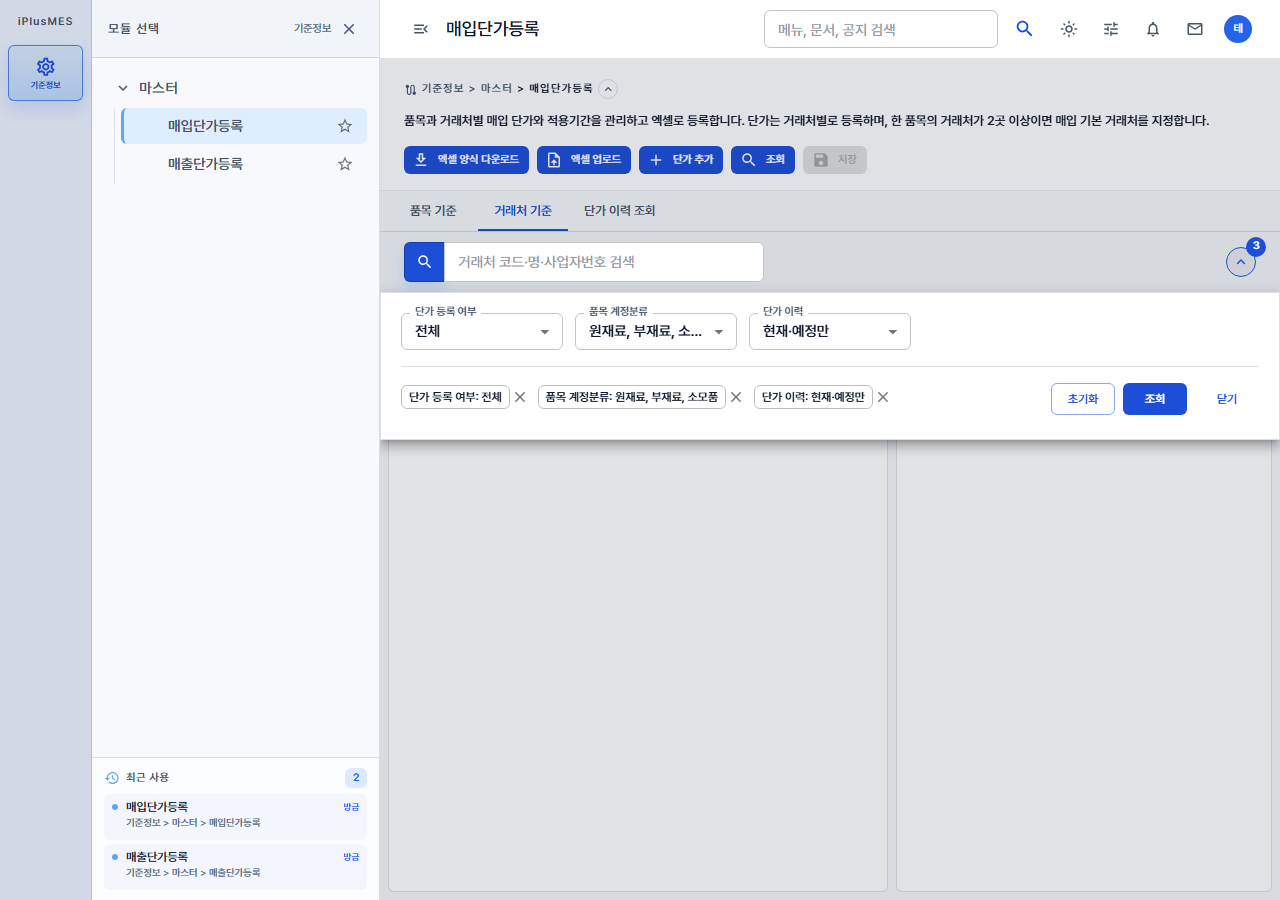 iPlusMES
기준정보
모듈 선택
기준정보
마스터
매입단가등록
매출단가등록
최근 사용
2
매입단가등록
방금
기준정보 > 마스터 > 매입단가등록
매출단가등록
방금
기준정보 > 마스터 > 매출단가등록
매입단가등록
메뉴, 문서, 공지 검색
테
기준정보 > 마스터 > 매입단가등록
품목과 거래처별 매입 단가와 적용기간을 관리하고 엑셀로 등록합니다. 단가는 거래처별로 등록하며, 한 품목의 거래처가 2곳 이상이면 매입 기본 거래처를 지정합니다.
엑셀 양식 다운로드
엑셀 업로드
단가 추가
조회
저장
품목 기준
거래처 기준
단가 이력 조회
거래처 코드·명·사업자번호 검색
3
단가 등록 여부
전체
품목 계정분류
원재료, 부재료, 소...
단가 이력
현재·예정만
단가 등록 여부: 전체
품목 계정분류: 원재료, 부재료, 소모품
단가 이력: 현재·예정만
초기화
조회
닫기